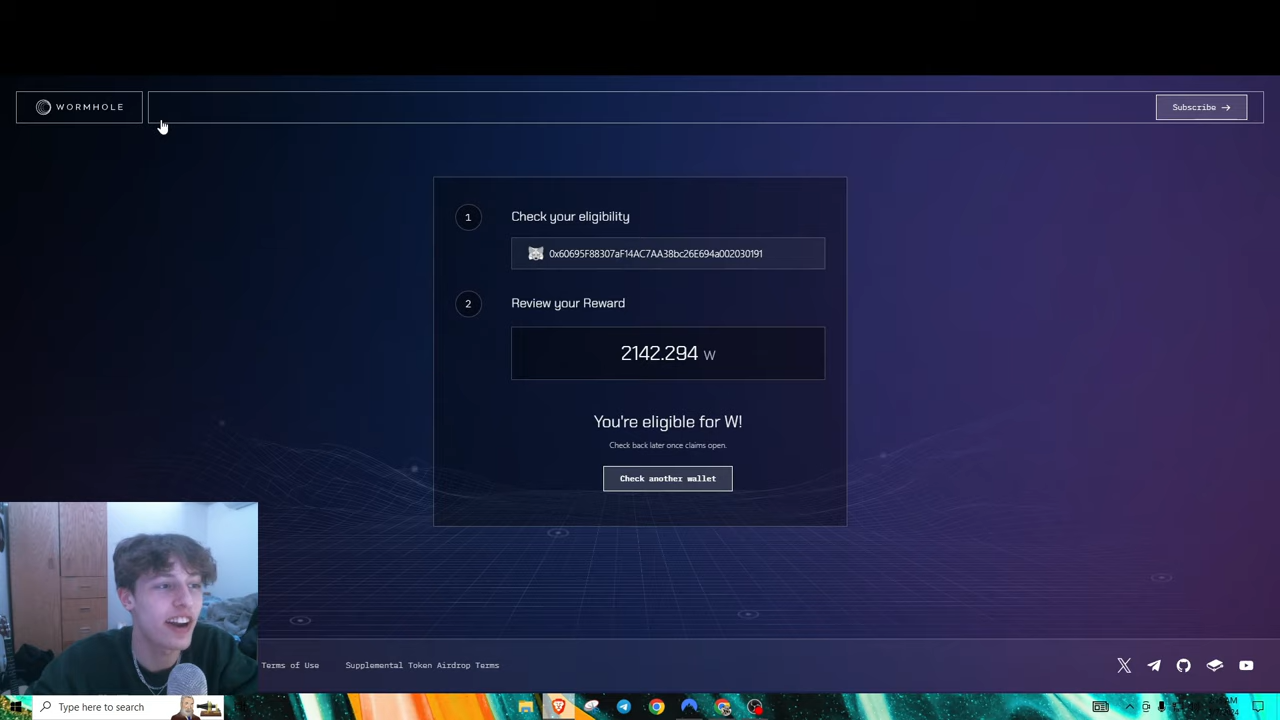 WORMHOLE
Subscribe →
1
Check your eligibility
0x60695F88307aF14AC7AA38bc26E694a002030191
2
Review your Reward
2142.294 W
You're eligible for W!
Check back later once claims open.
Check another wallet
Terms of Use
Supplemental Token Airdrop Terms
Type here to search